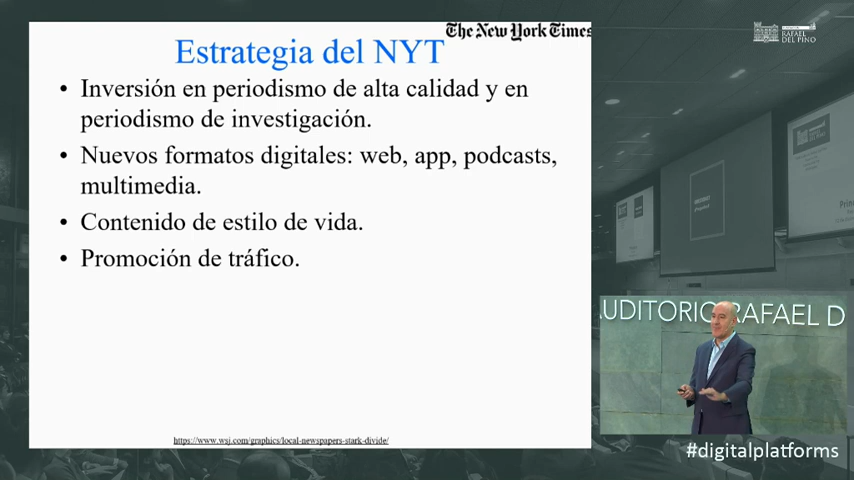 The New York Times
Estrategia del NYT
• Inversión en periodismo de alta calidad y en
periodismo de investigación.
• Nuevos formatos digitales: web, app, podcasts,
multimedia.
• Contenido de estilo de vida.
• Promoción de tráfico.
https://www.wsj.com/graphics/local-newspapers-stark-divide/
RAFAEL
DEL PINO
AUDITORIO RAFAEL D
#digitalplatforms